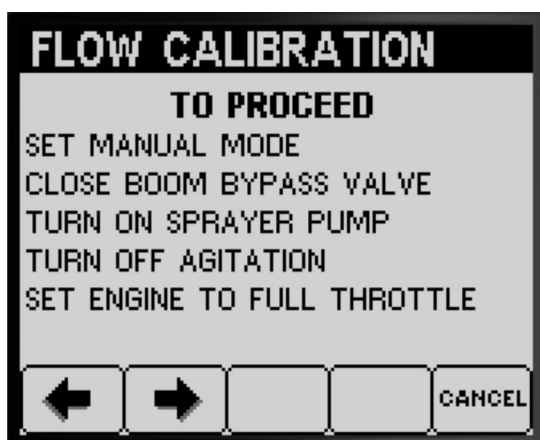 FLOW CALIBRATION
TO PROCEED
SET MANUAL MODE
CLOSE BOOM BYPASS VALVE
TURN ON SPRAYER PUMP
TURN OFF AGITATION
SET ENGINE TO FULL THROTTLE
CANCEL